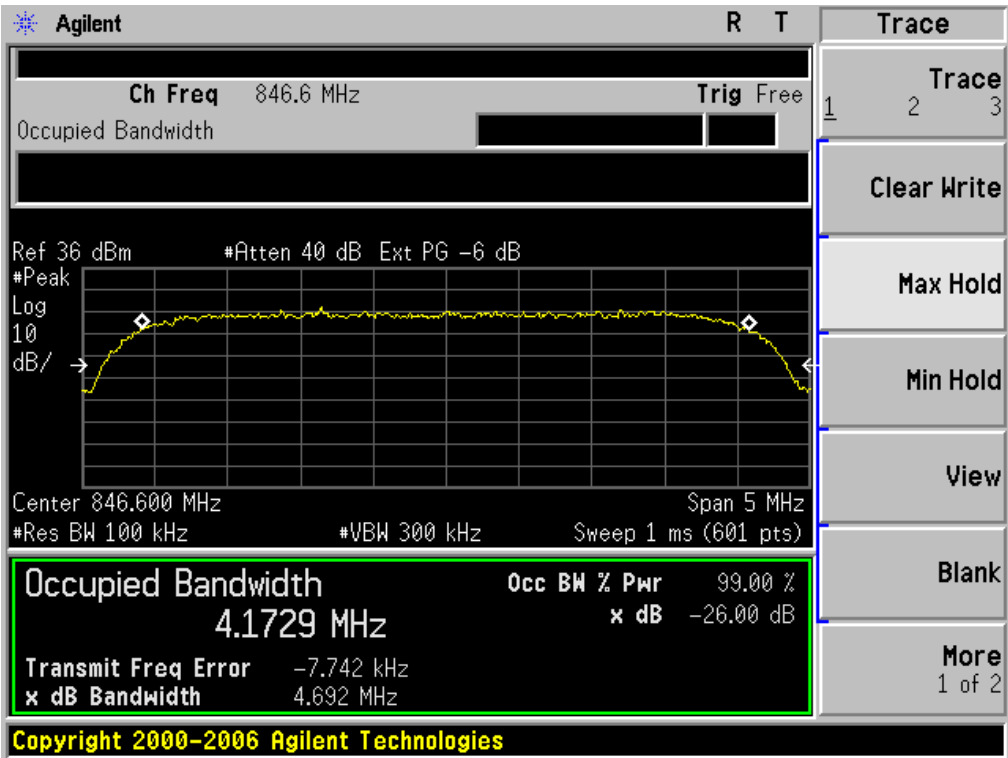 Agilent R T Trace
Ch Freq 846.6 MHz Trig Free
Occupied Bandwidth
Trace
1 2 3
Clear Write
Max Hold
Min Hold
View
Blank
More
1 of 2
Ref 36 dBm #Atten 40 dB Ext PG -6 dB
#Peak
Log
10
dB/
Center 846.600 MHz Span 5 MHz
#Res BW 100 kHz #VBW 300 kHz Sweep 1 ms (601 pts)
Occupied Bandwidth Occ BW % Pwr 99.00 %
4.1729 MHz x dB -26.00 dB
Transmit Freq Error -7.742 kHz
x dB Bandwidth 4.692 MHz
Copyright 2000-2006 Agilent Technologies